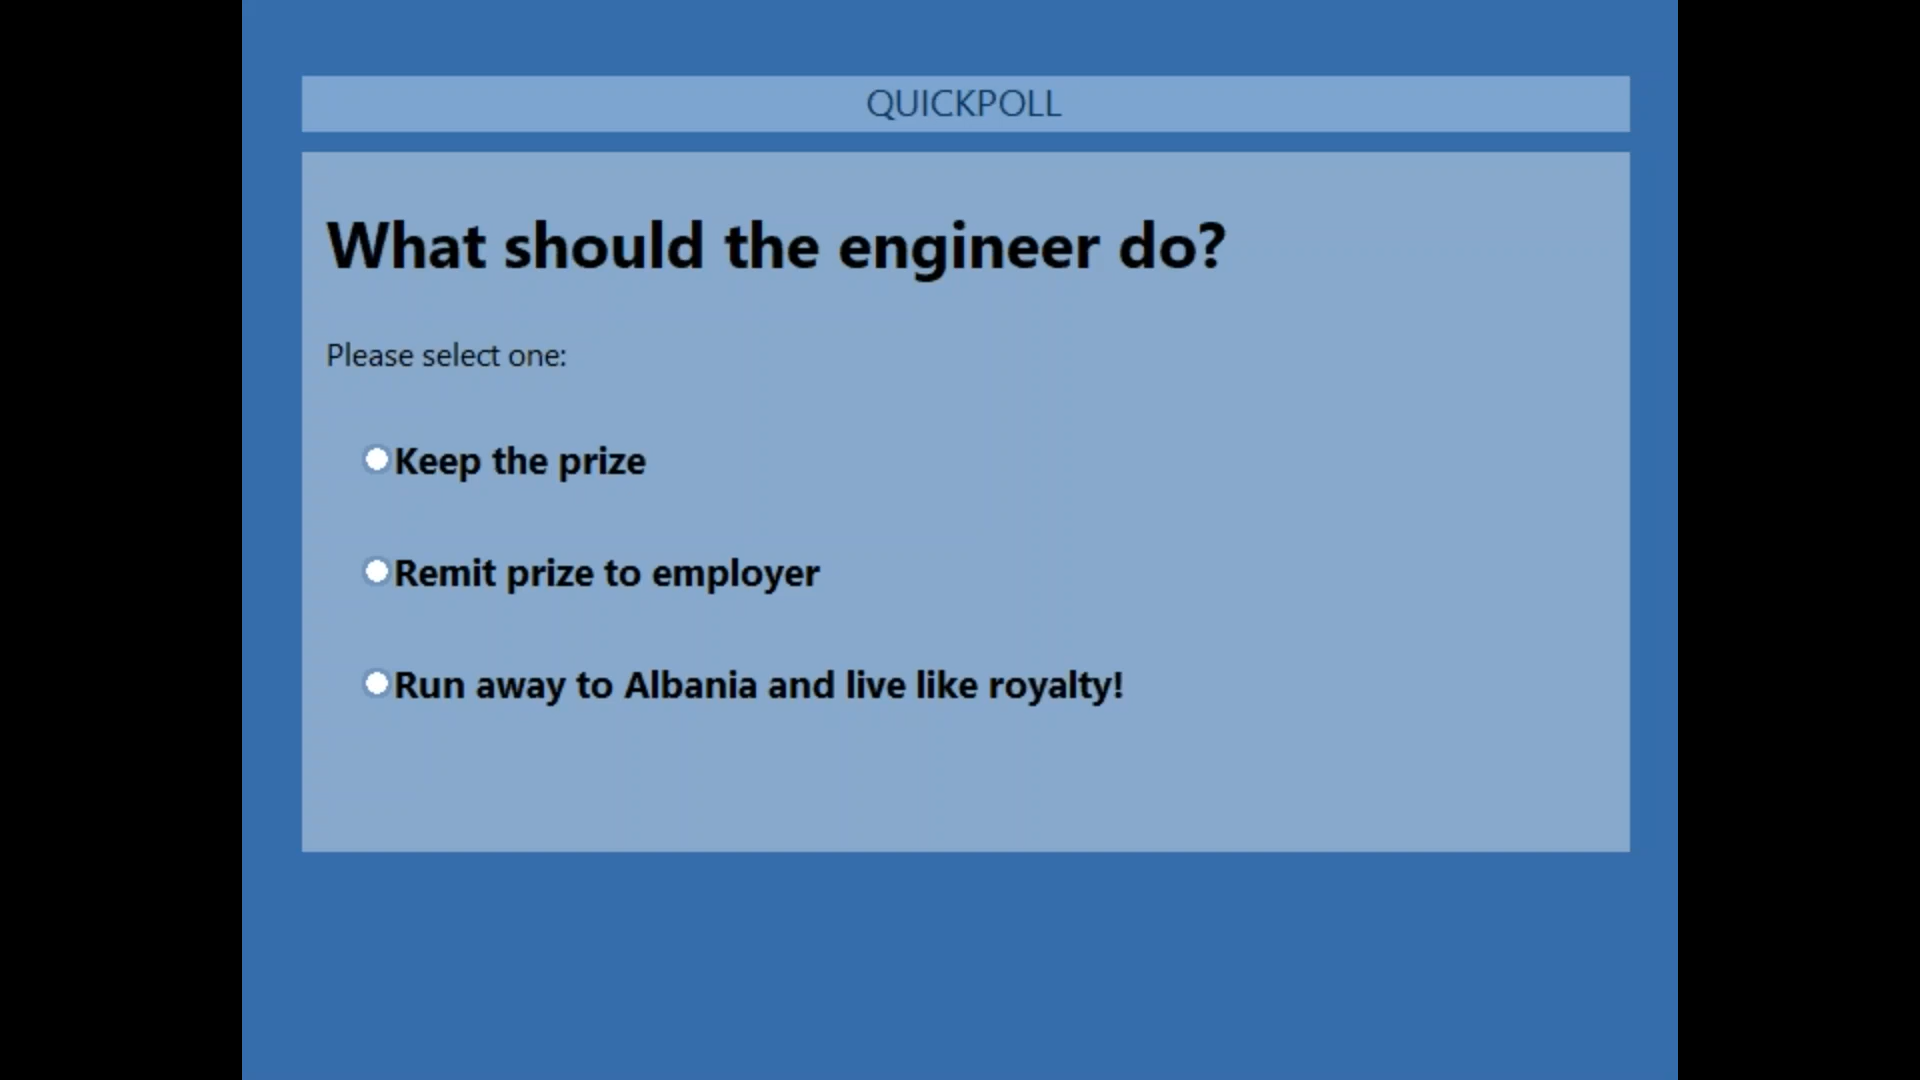 QUICKPOLL
What should the engineer do?
Please select one:
Keep the prize
Remit prize to employer
Run away to Albania and live like royalty!